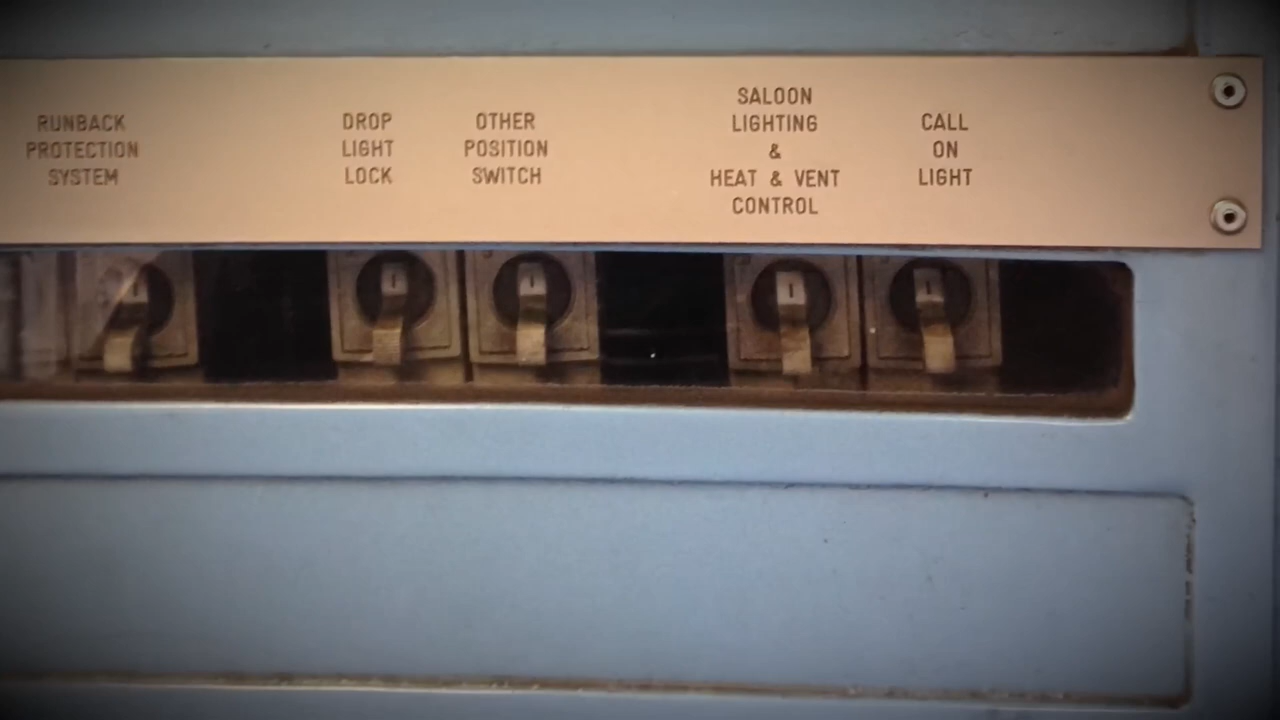 RUNBACK
PROTECTION
SYSTEM
DROP
LIGHT
LOCK
OTHER
POSITION
SWITCH
SALOON
LIGHTING
&
HEAT & VENT
CONTROL
CALL
ON
LIGHT
I
I
I
I
I